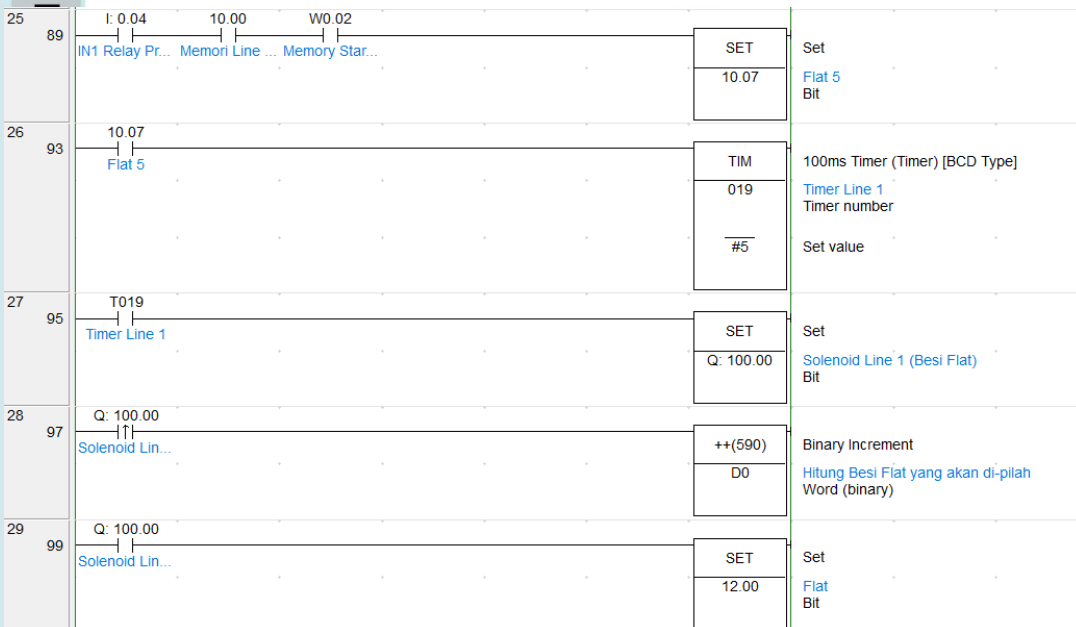 25
I: 0.04 10.00 W0.02
89
IN1 Relay Pr... Memori Line ... Memory Star...
SET Set
10.07 Flat 5
Bit
26
10.07
93
Flat 5
TIM 100ms Timer (Timer) [BCD Type]
019 Timer Line 1
Timer number
#5 Set value
27
T019
95
Timer Line 1
SET Set
Q: 100.00 Solenoid Line 1 (Besi Flat)
Bit
28
Q: 100.00
97
Solenoid Lin...
++(590) Binary Increment
D0 Hitung Besi Flat yang akan di-pilah
Word (binary)
29
Q: 100.00
99
Solenoid Lin...
SET Set
12.00 Flat
Bit